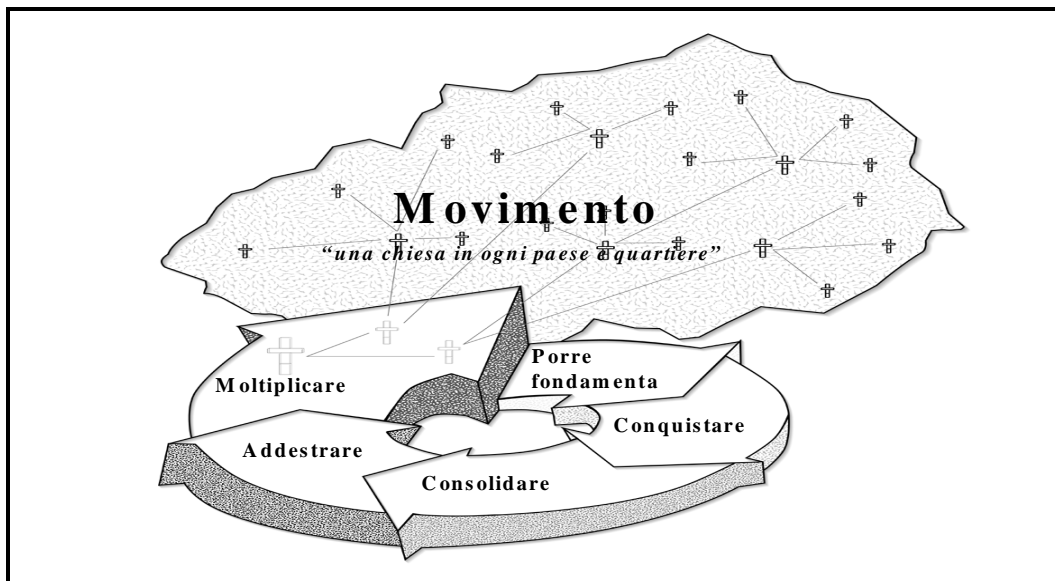 Movimento
“una chiesa in ogni paese e quartiere”
Porre
fondamenta
Moltiplicare
Conquistare
Addestrare
Consolidare